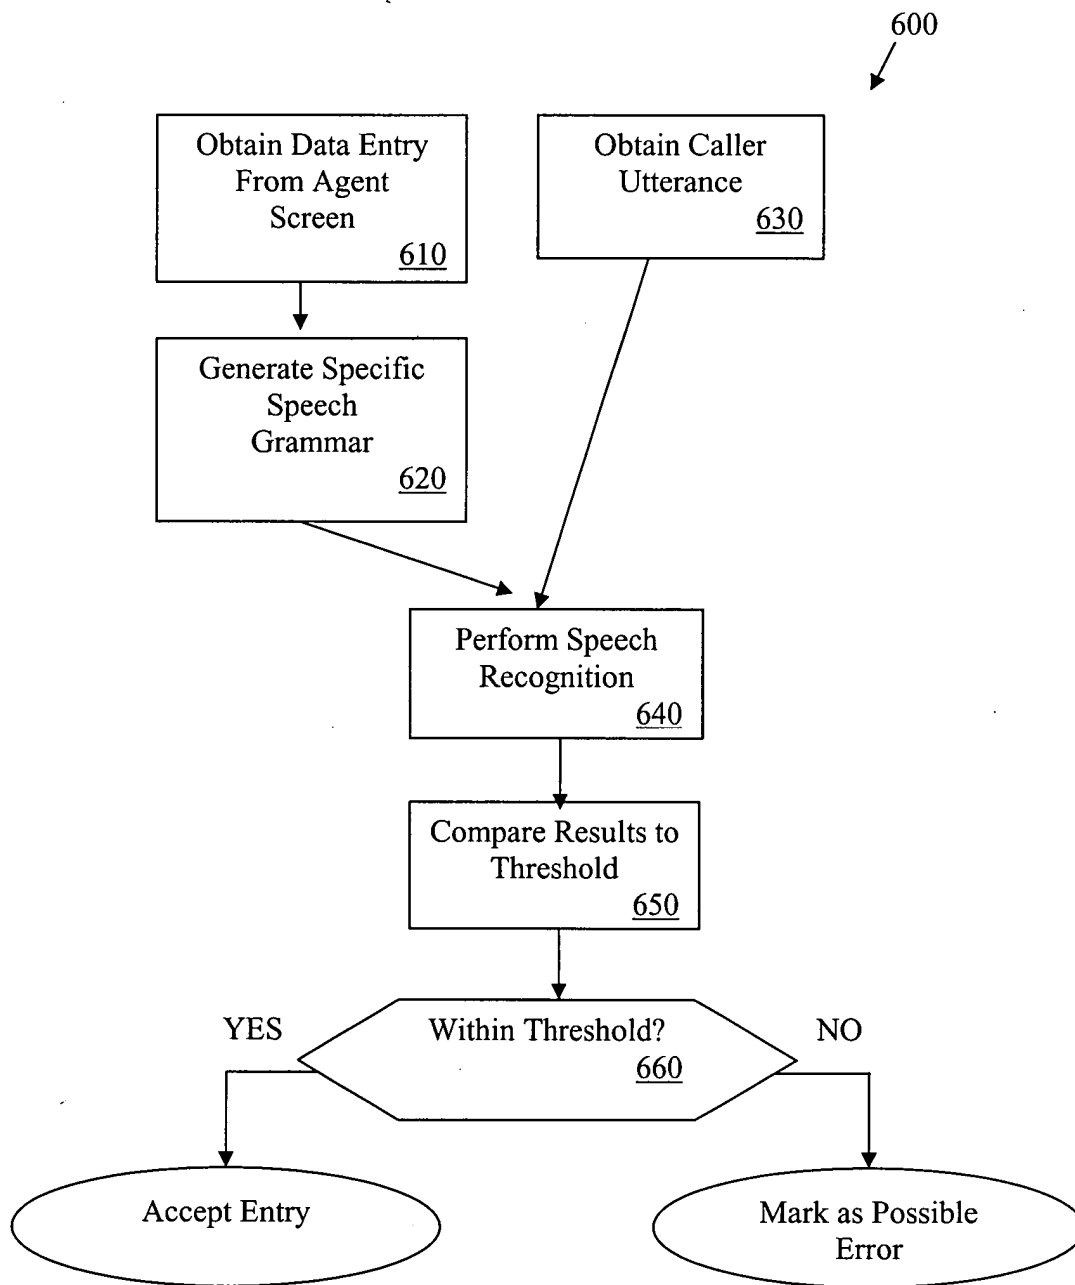 600
Obtain Data Entry
From Agent
Screen
610
Obtain Caller
Utterance
630
Generate Specific
Speech
Grammar
620
Perform Speech
Recognition
640
Compare Results to
Threshold
650
YES
Within Threshold?
NO
660
Accept Entry
Mark as Possible
Error